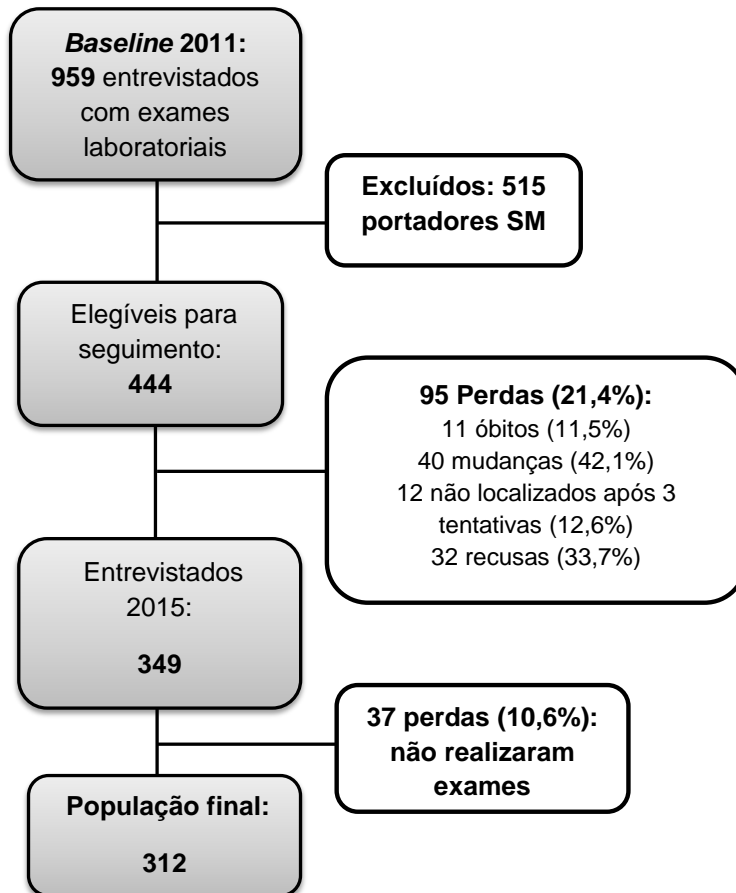 Baseline 2011:
959 entrevistados
com exames
laboratoriais
Excluídos: 515
portadores SM
Elegíveis para
seguimento:
444
95 Perdas (21,4%):
11 óbitos (11,5%)
40 mudanças (42,1%)
12 não localizados após 3
tentativas (12,6%)
32 recusas (33,7%)
Entrevistados
2015:
349
37 perdas (10,6%):
não realizaram
exames
População final:
312